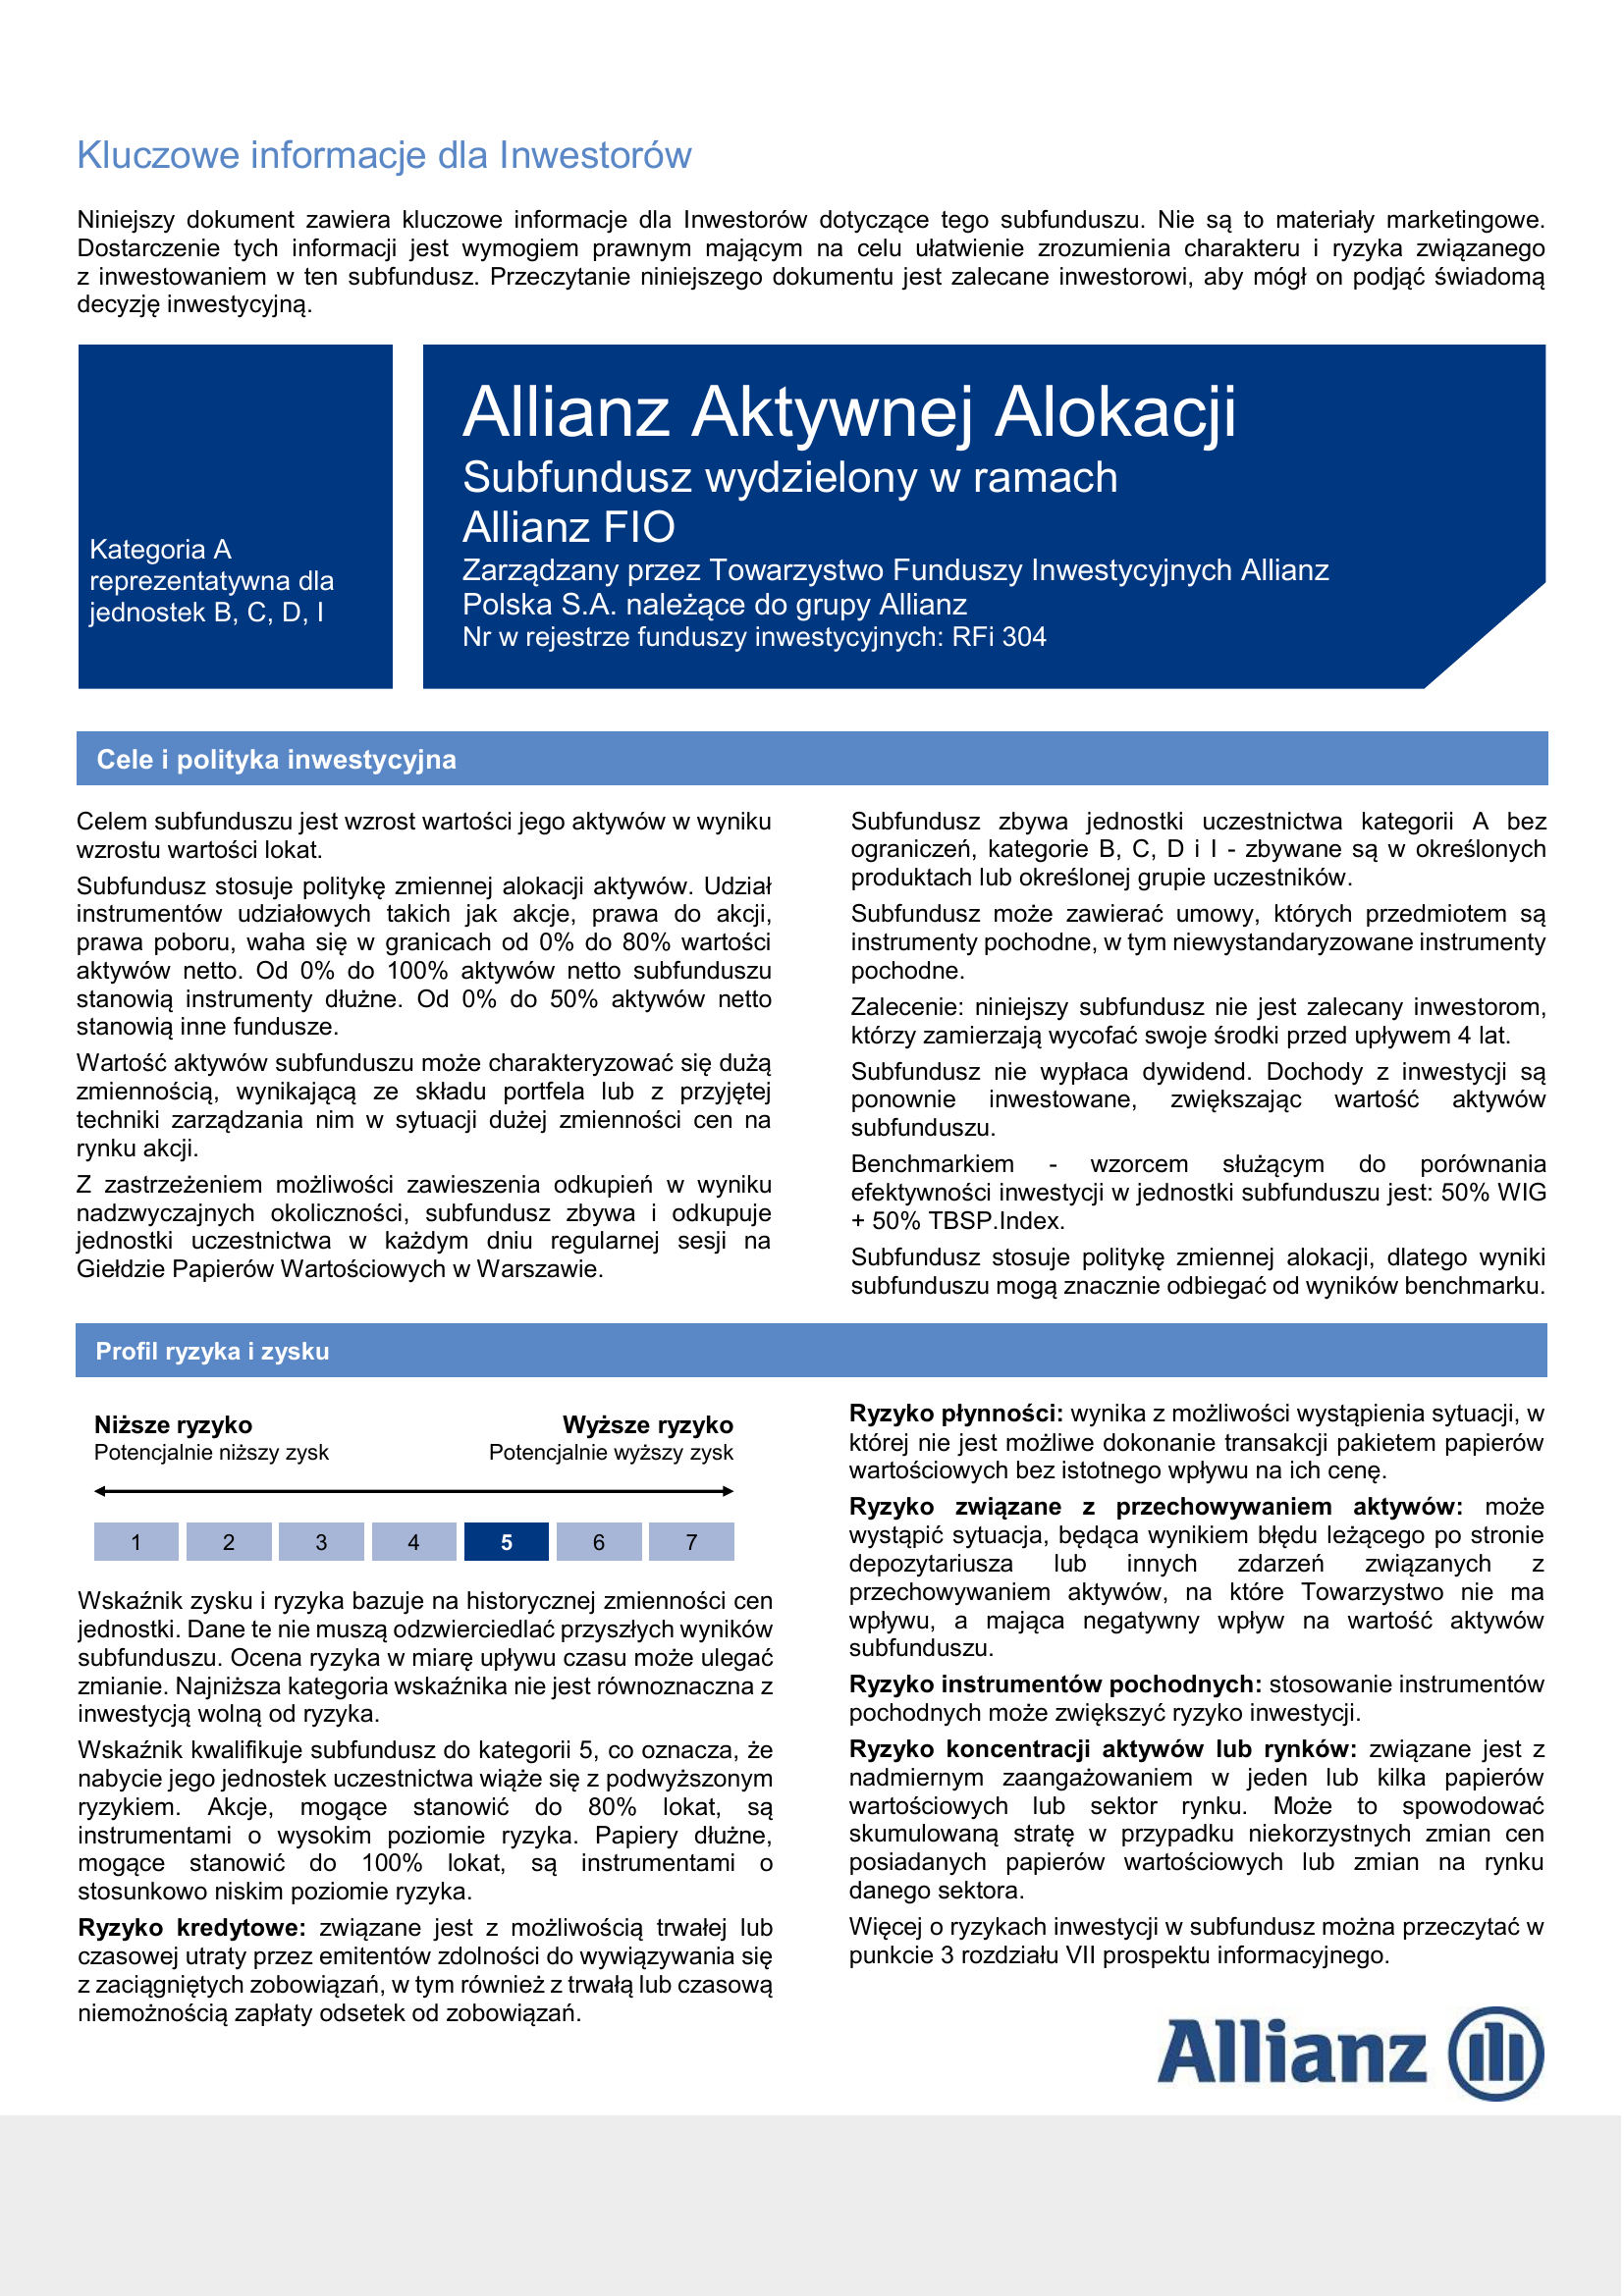 Kluczowe informacje dla Inwestorów
Niniejszy dokument zawiera kluczowe informacje dla Inwestorów dotyczące tego subfunduszu. Nie są to materiały marketingowe.
Dostarczenie tych informacji jest wymogiem prawnym mającym na celu ułatwienie zrozumienia charakteru i ryzyka związanego
z inwestowaniem w ten subfundusz. Przeczytanie niniejszego dokumentu jest zalecane inwestorowi, aby mógł on podjąć świadomą
decyzję inwestycyjną.
Kategoria A
reprezentatywna dla
jednostek B, C, D, I
Allianz Aktywnej Alokacji
Subfundusz wydzielony w ramach
Allianz FIO
Zarządzany przez Towarzystwo Funduszy Inwestycyjnych Allianz
Polska S.A. należące do grupy Allianz
Nr w rejestrze funduszy inwestycyjnych: RFi 304
Cele i polityka inwestycyjna
Celem subfunduszu jest wzrost wartości jego aktywów w wyniku
wzrostu wartości lokat.
Subfundusz stosuje politykę zmiennej alokacji aktywów. Udział
instrumentów udziałowych takich jak akcje, prawa do akcji,
prawa poboru, waha się w granicach od 0% do 80% wartości
aktywów netto. Od 0% do 100% aktywów netto subfunduszu
stanowią instrumenty dłużne. Od 0% do 50% aktywów netto
stanowią inne fundusze.
Wartość aktywów subfunduszu może charakteryzować się dużą
zmiennością, wynikającą ze składu portfela lub z przyjętej
techniki zarządzania nim w sytuacji dużej zmienności cen na
rynku akcji.
Z zastrzeżeniem możliwości zawieszenia odkupień w wyniku
nadzwyczajnych okoliczności, subfundusz zbywa i odkupuje
jednostki uczestnictwa w każdym dniu regularnej sesji na
Giełdzie Papierów Wartościowych w Warszawie.
Subfundusz zbywa jednostki uczestnictwa kategorii A bez
ograniczeń, kategorie B, C, D i I - zbywane są w określonych
produktach lub określonej grupie uczestników.
Subfundusz może zawierać umowy, których przedmiotem są
instrumenty pochodne, w tym niewystandaryzowane instrumenty
pochodne.
Zalecenie: niniejszy subfundusz nie jest zalecany inwestorom,
którzy zamierzają wycofać swoje środki przed upływem 4 lat.
Subfundusz nie wypłaca dywidend. Dochody z inwestycji są
ponownie inwestowane, zwiększając wartość aktywów
subfunduszu.
Benchmarkiem - wzorcem służącym do porównania
efektywności inwestycji w jednostki subfunduszu jest: 50% WIG
+ 50% TBSP.Index.
Subfundusz stosuje politykę zmiennej alokacji, dlatego wyniki
subfunduszu mogą znacznie odbiegać od wyników benchmarku.
Profil ryzyka i zysku
Niższe ryzyko Wyższe ryzyko
Potencjalnie niższy zysk Potencjalnie wyższy zysk
1 2 3 4 5 6 7
Wskaźnik zysku i ryzyka bazuje na historycznej zmienności cen
jednostki. Dane te nie muszą odzwierciedlać przyszłych wyników
subfunduszu. Ocena ryzyka w miarę upływu czasu może ulegać
zmianie. Najniższa kategoria wskaźnika nie jest równoznaczna z
inwestycją wolną od ryzyka.
Wskaźnik kwalifikuje subfundusz do kategorii 5, co oznacza, że
nabycie jego jednostek uczestnictwa wiąże się z podwyższonym
ryzykiem. Akcje, mogące stanowić do 80% lokat, są
instrumentami o wysokim poziomie ryzyka. Papiery dłużne,
mogące stanowić do 100% lokat, są instrumentami o
stosunkowo niskim poziomie ryzyka.
Ryzyko kredytowe: związane jest z możliwością trwałej lub
czasowej utraty przez emitentów zdolności do wywiązywania się
z zaciągniętych zobowiązań, w tym również z trwałą lub czasową
niemożnością zapłaty odsetek od zobowiązań.
Ryzyko płynności: wynika z możliwości wystąpienia sytuacji, w
której nie jest możliwe dokonanie transakcji pakietem papierów
wartościowych bez istotnego wpływu na ich cenę.
Ryzyko związane z przechowywaniem aktywów: może
wystąpić sytuacja, będąca wynikiem błędu leżącego po stronie
depozytariusza lub innych zdarzeń związanych z
przechowywaniem aktywów, na które Towarzystwo nie ma
wpływu, a mająca negatywny wpływ na wartość aktywów
subfunduszu.
Ryzyko instrumentów pochodnych: stosowanie instrumentów
pochodnych może zwiększyć ryzyko inwestycji.
Ryzyko koncentracji aktywów lub rynków: związane jest z
nadmiernym zaangażowaniem w jeden lub kilka papierów
wartościowych lub sektor rynku. Może to spowodować
skumulowaną stratę w przypadku niekorzystnych zmian cen
posiadanych papierów wartościowych lub zmian na rynku
danego sektora.
Więcej o ryzykach inwestycji w subfundusz można przeczytać w
punkcie 3 rozdziału VII prospektu informacyjnego.
Allianz